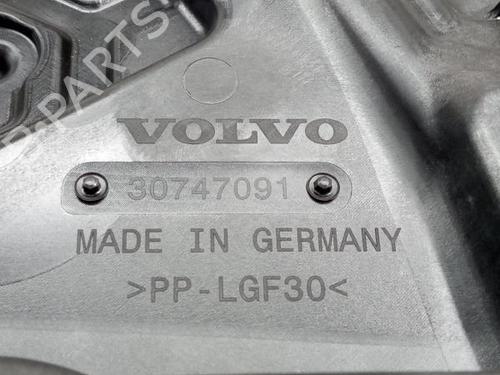 VOLVO
30747091
MADE IN GERMANY
>PP-LGF30<